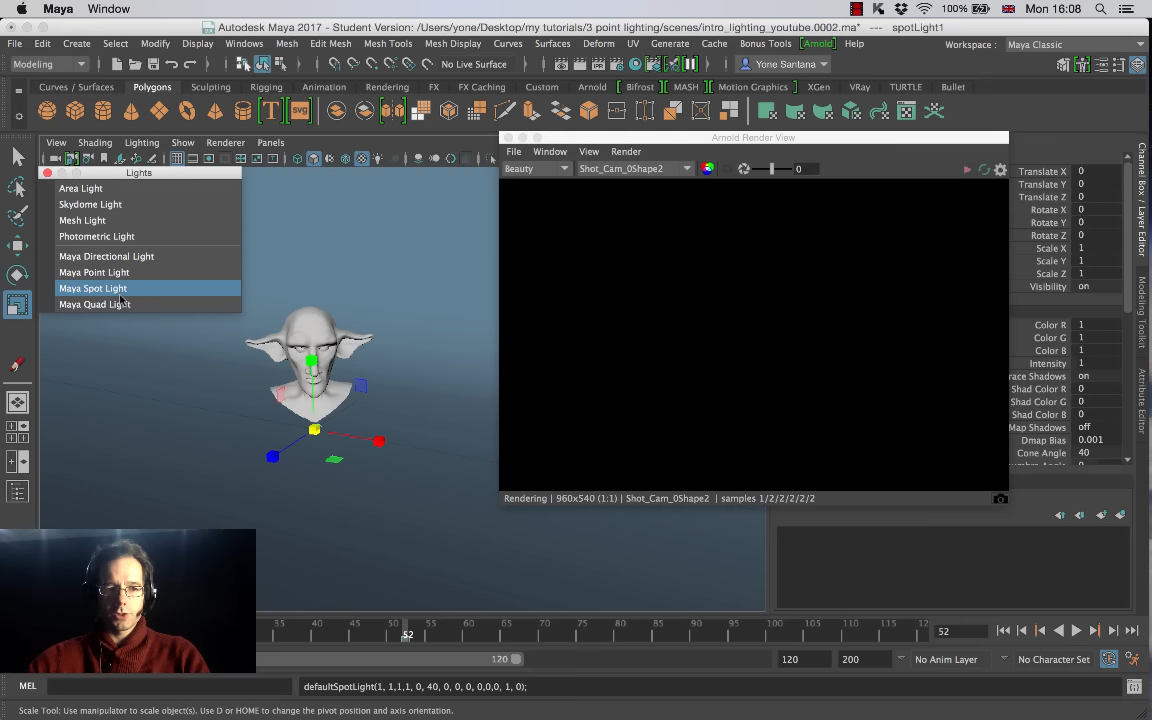 Maya Window 100% Mon 16:08
Autodesk Maya 2017 - Student Version: /Users/yone/Desktop/my tutorials/3 point lighting/scenes/intro_lighting_youtube.0002.ma* --- spotLight1
File Edit Create Select Modify Display Windows Mesh Edit Mesh Mesh Tools Mesh Display Curves Surfaces Deform UV Generate Cache Bonus Tools [Arnold] Help Workspace : Maya Classic
Modeling No Live Surface Yone Santana
Curves / Surfaces Polygons Sculpting Rigging Animation Rendering FX FX Caching Custom Arnold Bifrost MASH Motion Graphics XGen VRay TURTLE Bullet
T svg
View Shading Lighting Show Renderer Panels
Lights
Area Light
Skydome Light
Mesh Light
Photometric Light
Maya Directional Light
Maya Point Light
Maya Spot Light
Maya Quad Light
Arnold Render View
File Window View Render
Beauty Shot_Cam_0Shape2 0
Rendering | 960x540 (1:1) | Shot_Cam_0Shape2 | samples 1/2/2/2/2/2
Translate X 0
Translate Y 0
Translate Z 0
Rotate X 0
Rotate Y 0
Rotate Z 0
Scale X 1
Scale Y 1
Scale Z 1
Visibility on
Color R 1
Color G 1
Color B 1
Intensity 1
race Shadows on
Shad Color R 0
Shad Color G 0
Shad Color B 0
Map Shadows off
Dmap Bias 0.001
Cone Angle 40
Channel Box / Layer Editor
Modeling Toolkit
Attribute Editor
35 40 45 50 55 60 65 70 75 80 85 90 95 100 105 110 115 12
52
52
120 120 200 No Anim Layer No Character Set
MEL defaultSpotLight(1, 1,1,1, 0, 40, 0, 0, 0, 0,0,0, 1, 0);
Scale Tool: Use manipulator to scale object(s). Use D or HOME to change the pivot position and axis orientation.